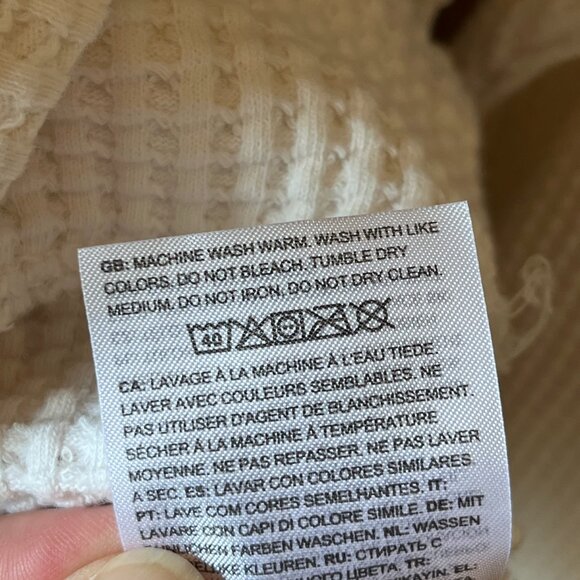 GB: MACHINE WASH WARM. WASH WITH LIKE
COLORS. DO NOT BLEACH. TUMBLE DRY
MEDIUM. DO NOT IRON. DO NOT DRY CLEAN.
40
CA: LAVAGE À LA MACHINE À L'EAU TIEDE.
LAVER AVEC COULEURS SEMBLABLES. NE
PAS UTILISER D'AGENT DE BLANCHISSEMENT.
SÉCHER À LA MACHINE À TEMPÉRATURE
MOYENNE. NE PAS REPASSER. NE PAS LAVER
A SEC. ES: LAVAR CON COLORES SIMILARES
PT: LAVE COM CORES SEMELHANTES. IT:
LAVARE CON CAPI DI COLORE SIMILE. DE: MIT
FARBEN WASCHEN. NL: WASSEN
KLEUREN. RU: СТИРАТЬ С
ЦВЕТА. TR:
EL: